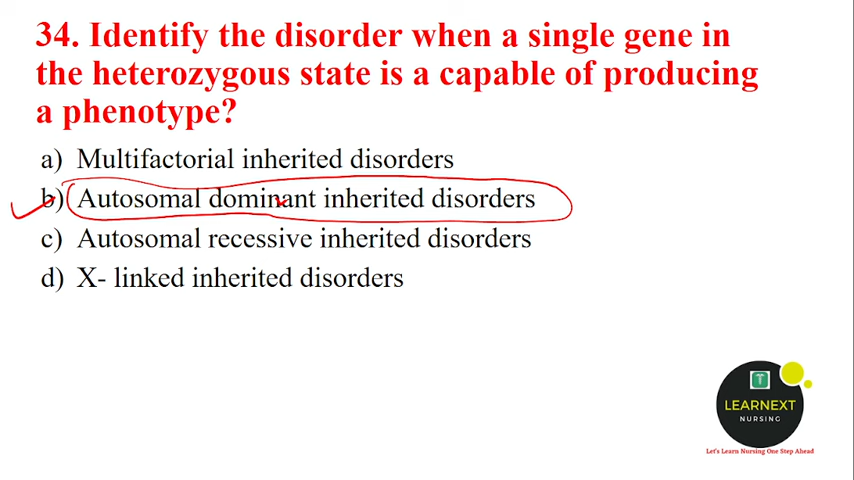 34. Identify the disorder when a single gene in
the heterozygous state is a capable of producing
a phenotype?
a) Multifactorial inherited disorders
b) Autosomal dominant inherited disorders
c) Autosomal recessive inherited disorders
d) X- linked inherited disorders
LEARNEXT
NURSING
Let's Learn Nursing One Step Ahead